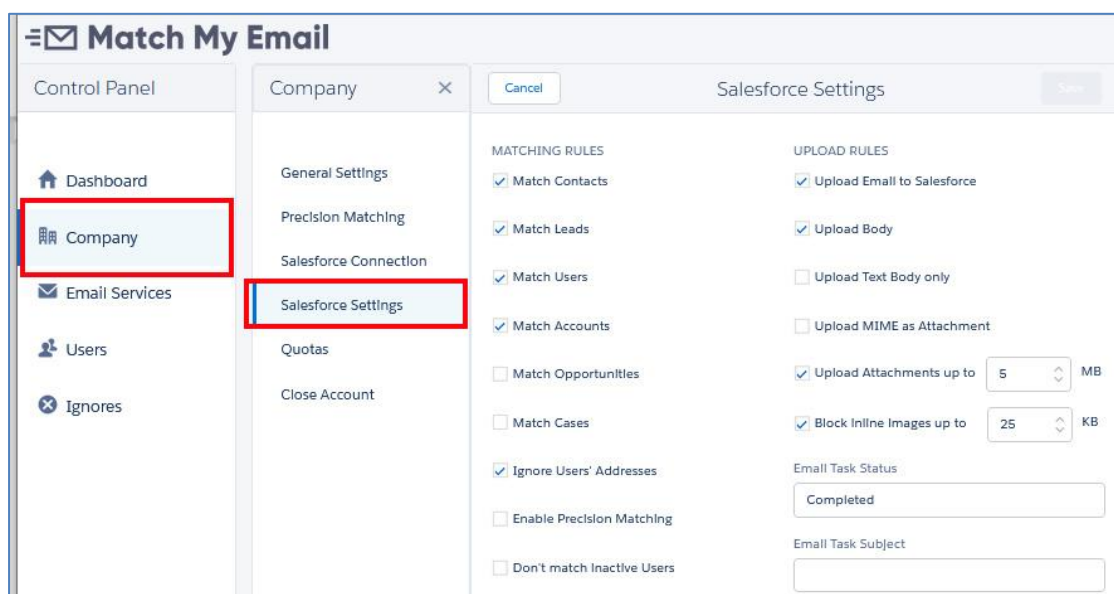 Match My Email
Control Panel
Company
Cancel
Salesforce Settings
Save
Dashboard
Company
Email Services
Users
Ignores
General Settings
Precision Matching
Salesforce Connection
Salesforce Settings
Quotas
Close Account
MATCHING RULES
Match Contacts
Match Leads
Match Users
Match Accounts
Match Opportunities
Match Cases
Ignore Users' Addresses
Enable Precision Matching
Don't match Inactive Users
UPLOAD RULES
Upload Email to Salesforce
Upload Body
Upload Text Body only
Upload MIME as Attachment
Upload Attachments up to 5 MB
Block Inline Images up to 25 KB
Email Task Status
Completed
Email Task Subject